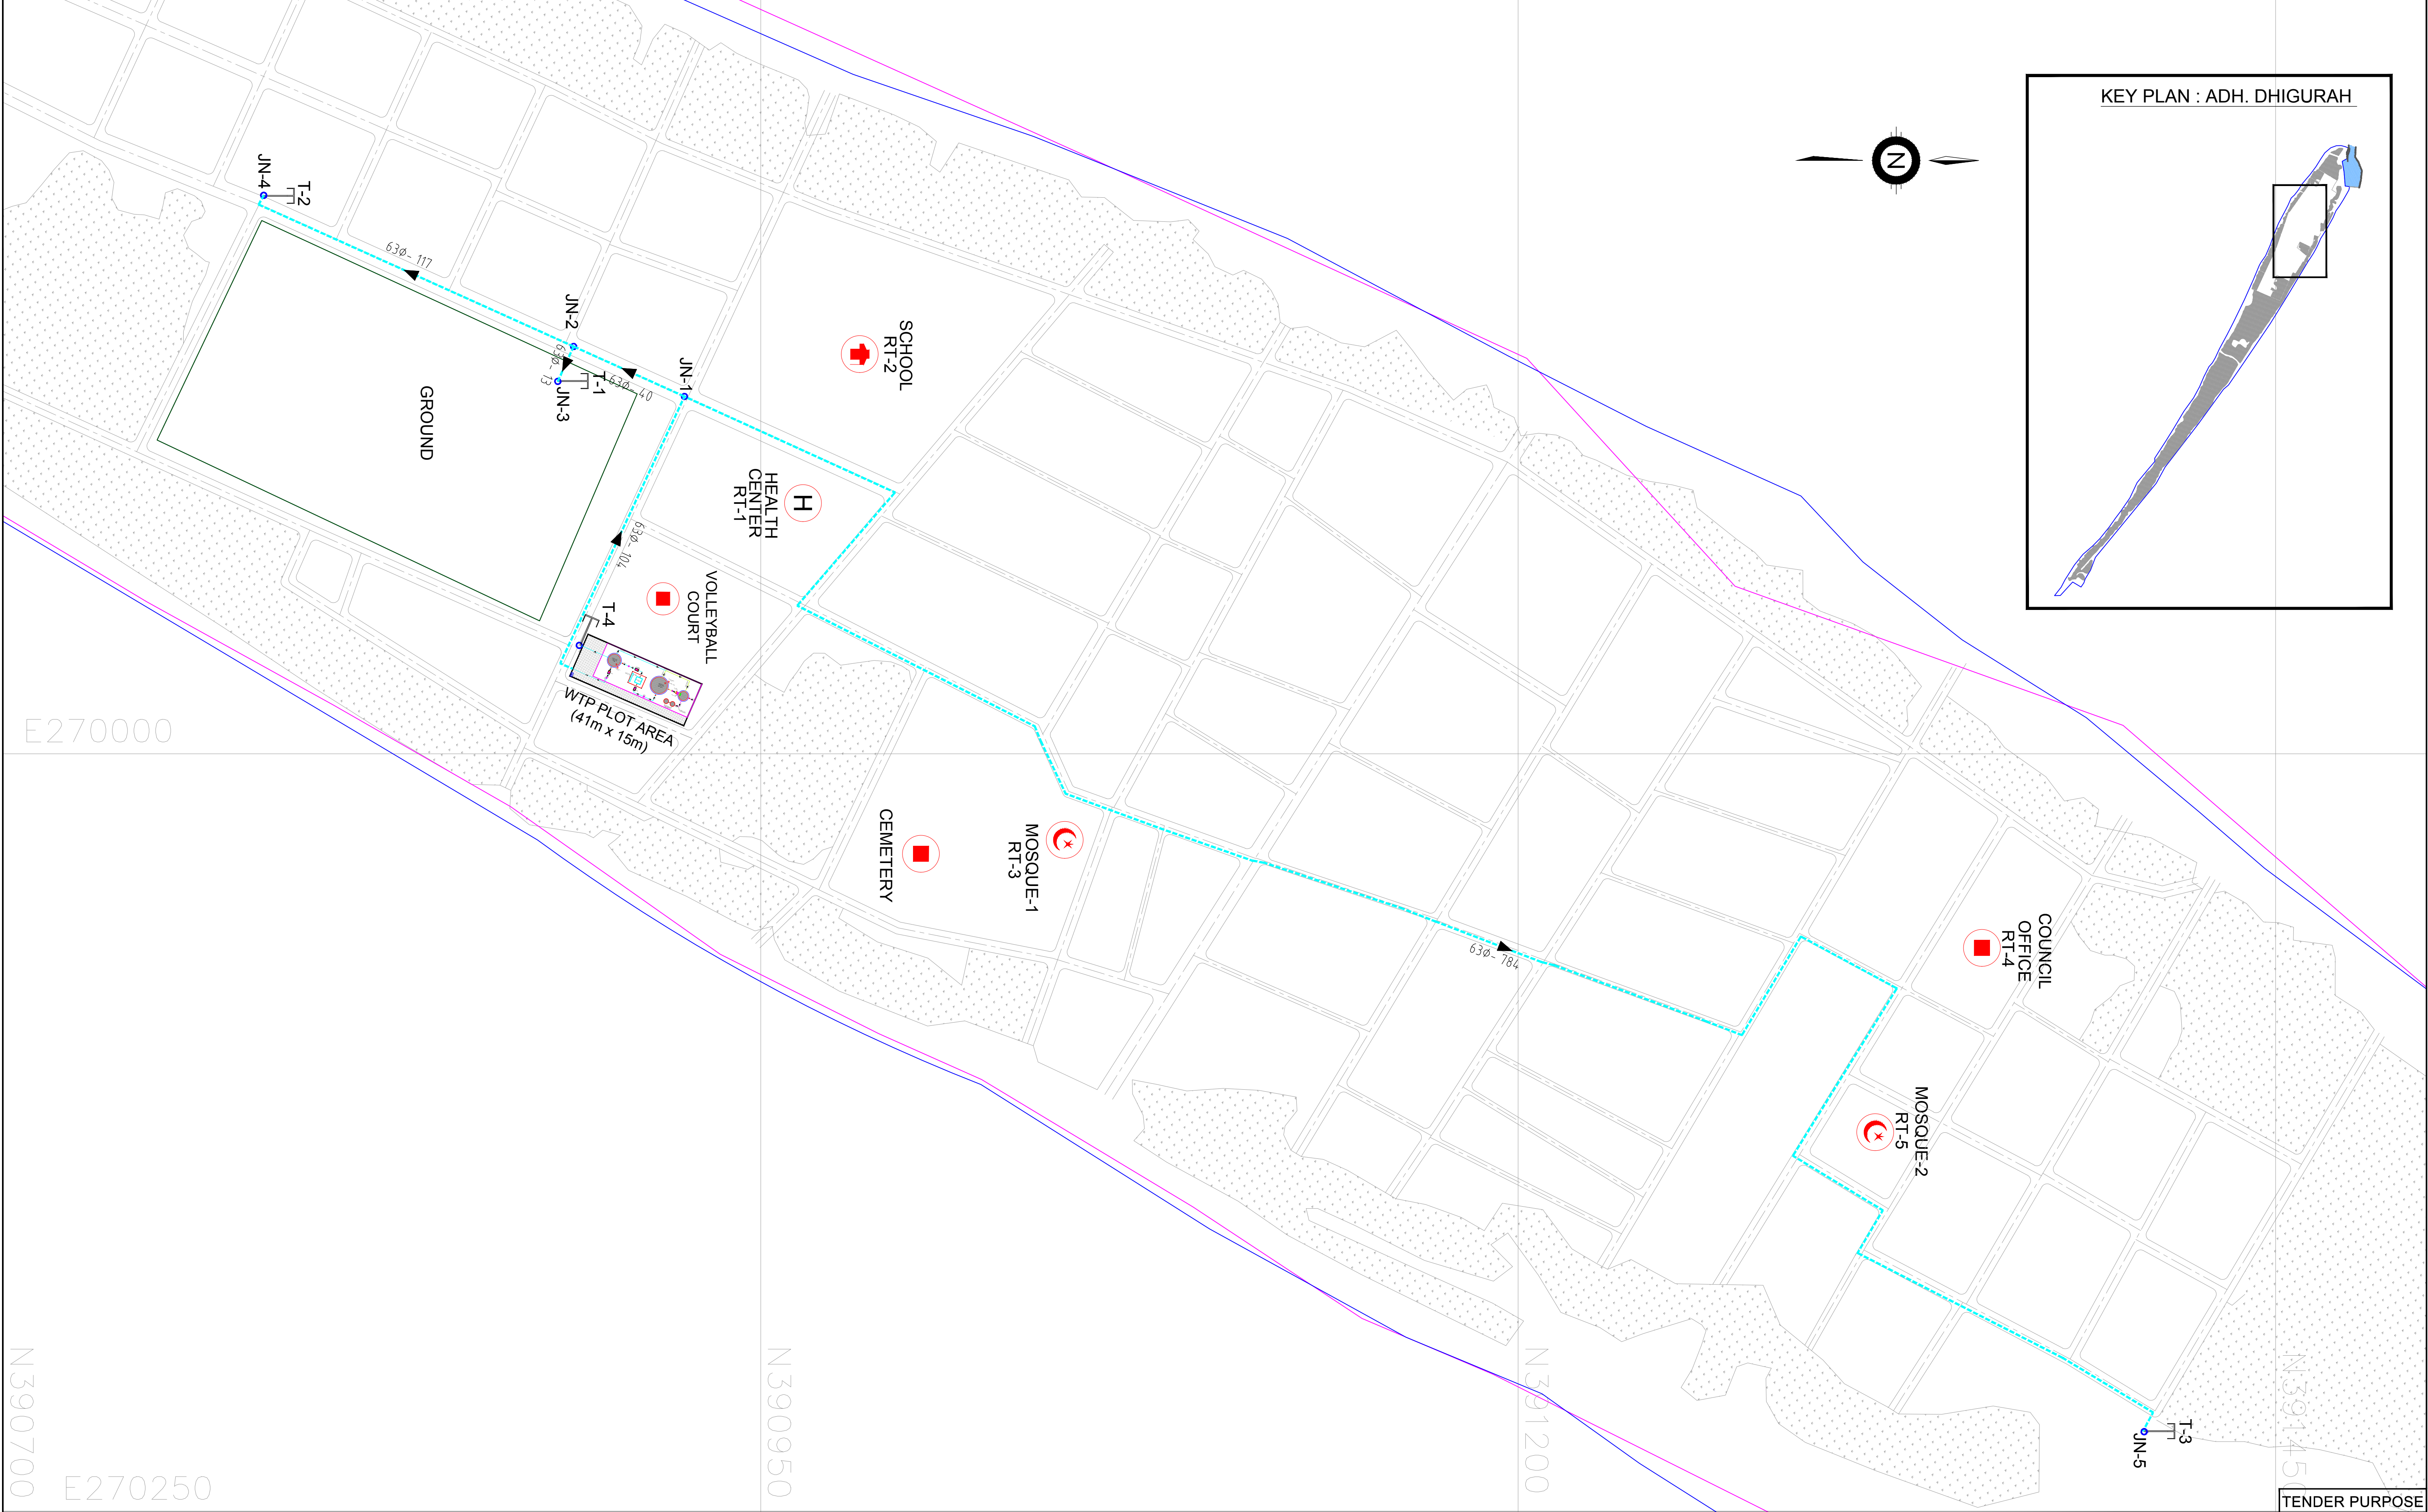 KEY PLAN : ADH. DHIGURAH
N
JN-4
T-2
63Ø- 117
JN-2
63Ø- 13
T-1
JN-3
63Ø- 40
JN-1
SCHOOL
RT-2
GROUND
H
HEALTH
CENTER
RT-1
63Ø- 104
VOLLEYBALL
COURT
T-4
WTP PLOT AREA
(41m x 15m)
E270000
CEMETERY
MOSQUE-1
RT-3
63Ø- 784
COUNCIL
OFFICE
RT-4
MOSQUE-2
RT-5
T-3
JN-5
N390700
N390950
N391200
N391450
E270250
TENDER PURPOSE